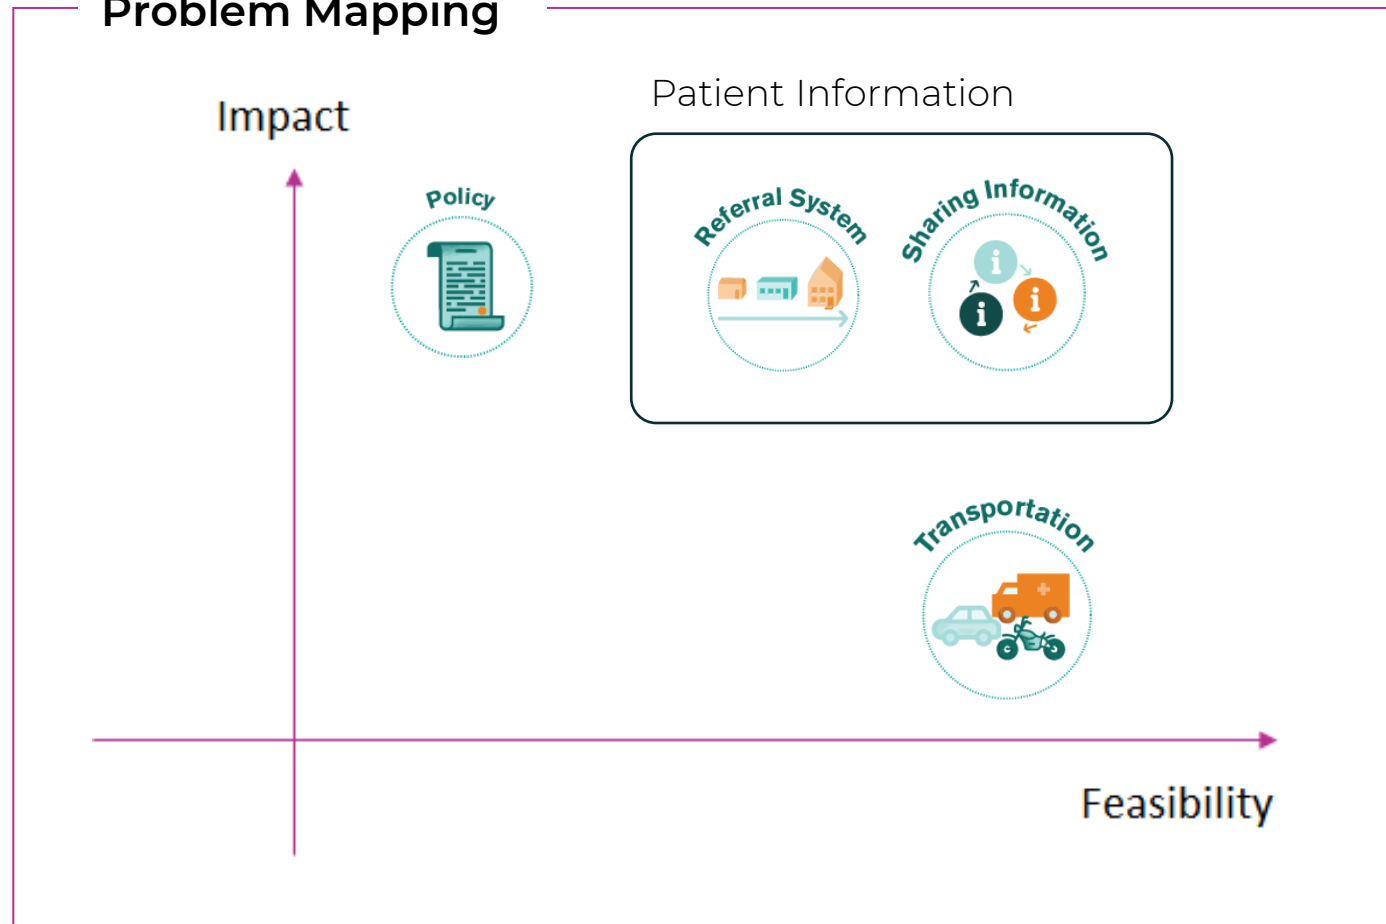 Problem Mapping
Patient Information
Impact
Policy
Referral System
Sharing Information
i
i
i
Transportation
Feasibility